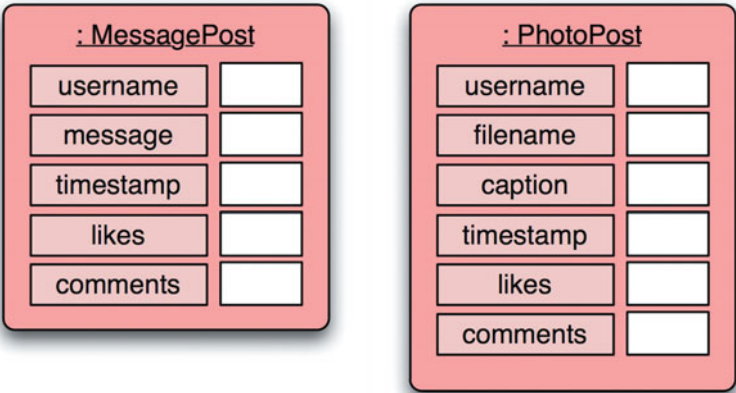 : MessagePost
username
message
timestamp
likes
comments
: PhotoPost
username
filename
caption
timestamp
likes
comments